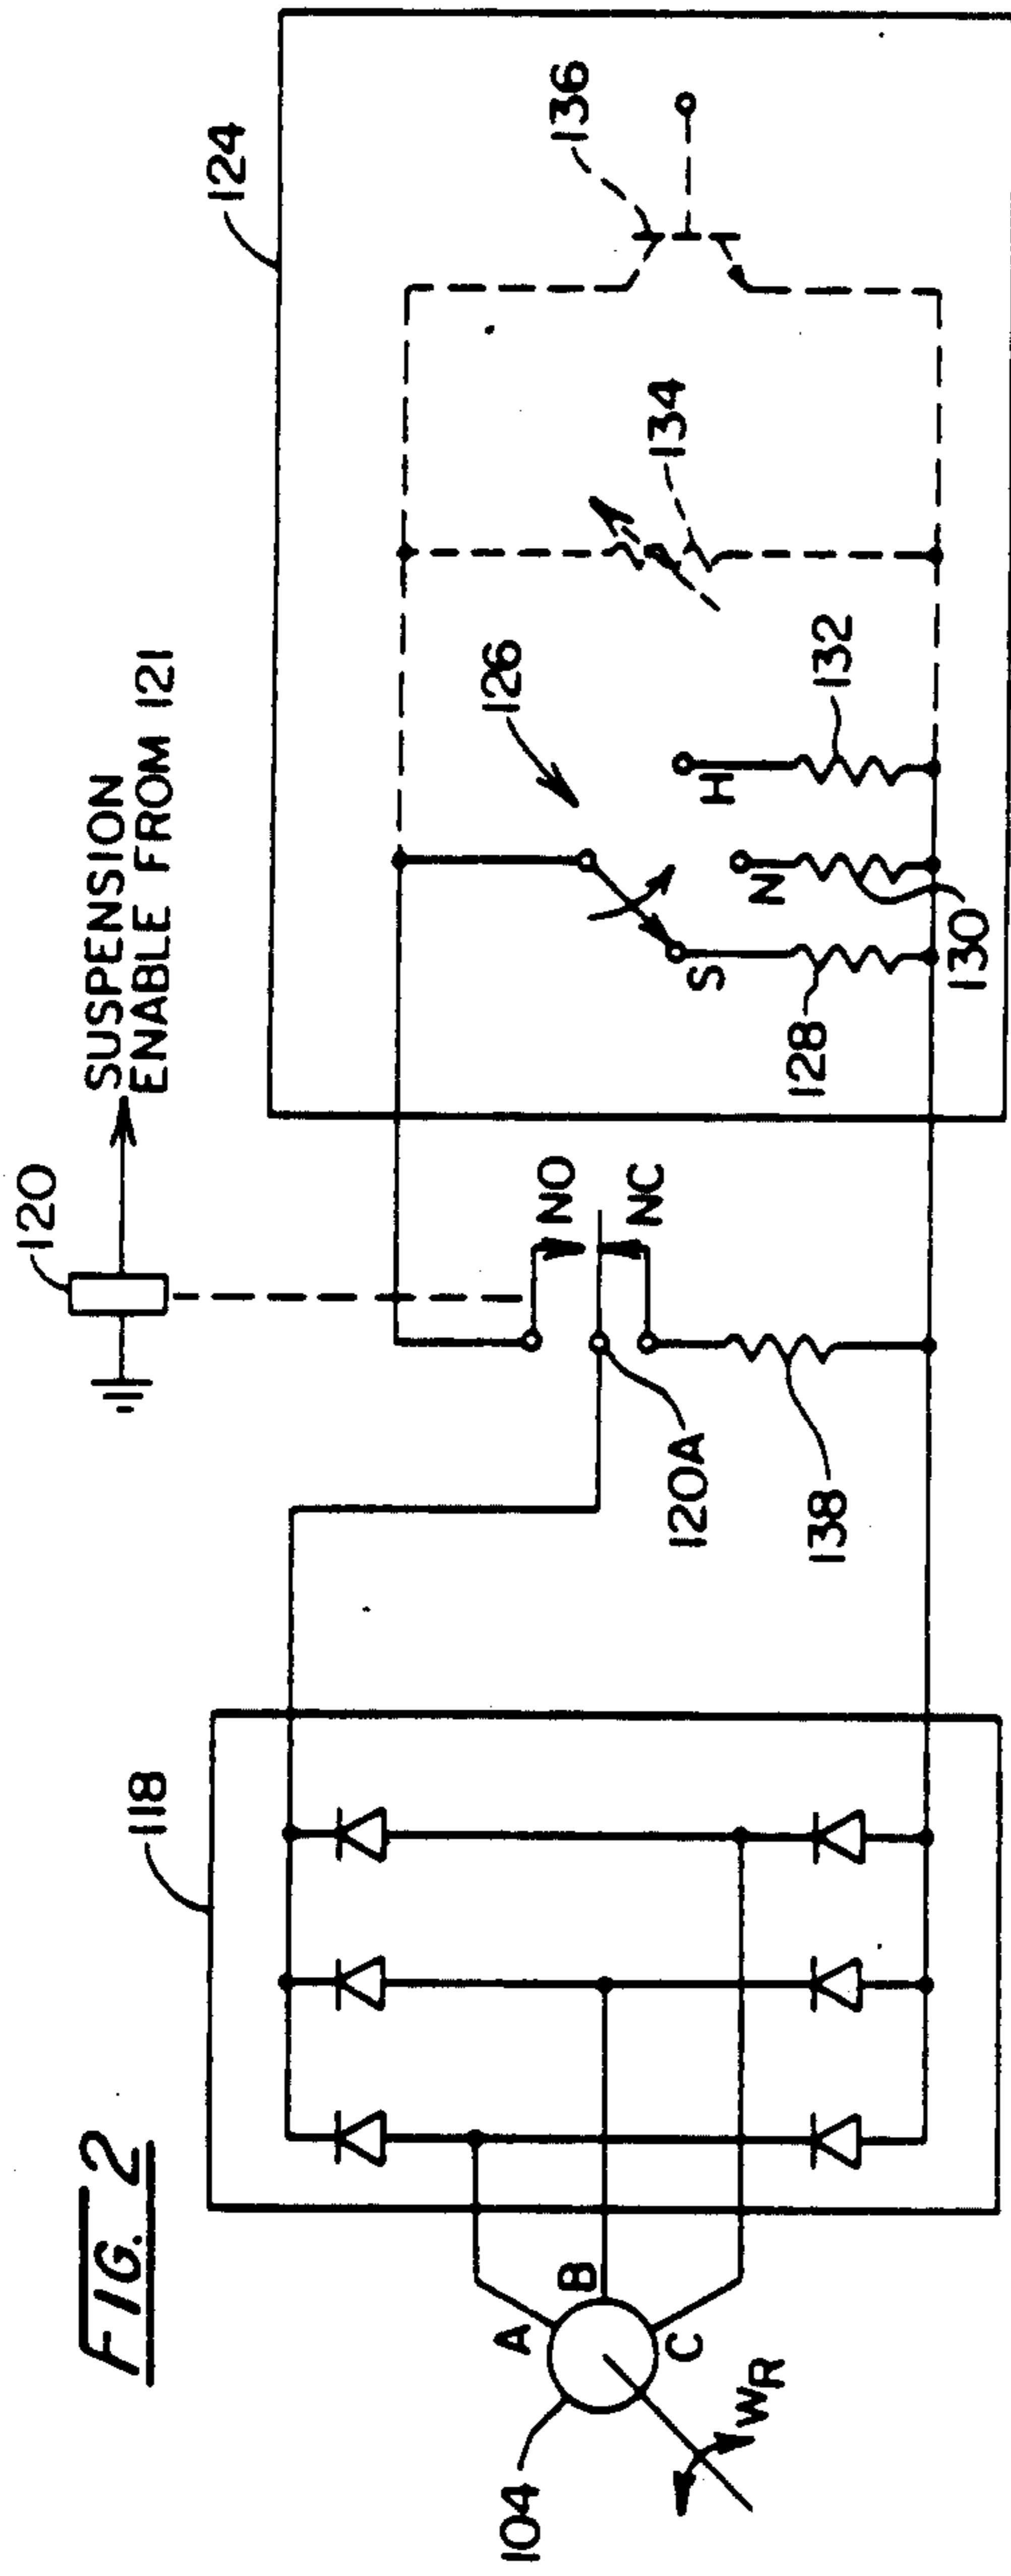 FIG. 2
118
120
SUSPENSION
ENABLE FROM 121
124
104
A
B
C
WR
120A
NO
NC
138
126
S
N
H
128
130
132
134
136